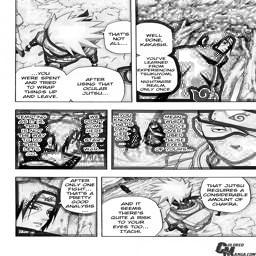 THAT'S
NOT
ALL...
...YOU
WERE SPENT
AND
TRIED TO
WRAP
THINGS
UP AND
LEAVE.
AFTER
USING
THAT
OCULAR
JUTSU...
WELL
DONE,
KAKASHI.
YOU'VE
LEARNED
FROM
EXPERIENCING
TSUKUYOMI,
THE
NIGHTMARE
REALM, ONLY
ONCE
AFTER
ONLY ONE
FIGHT...
THAT'S A
PRETTY
GOOD
ANALYSIS
AND IT
SEEMS
THERE'S
QUITE A
RISK TO
YOUR EYES
TOO...
ITACHI.
THAT JUTSU
REQUIRES A
CONSIDERABLE
AMOUNT OF
CHAKRA.
COLORED
MANGA.COM